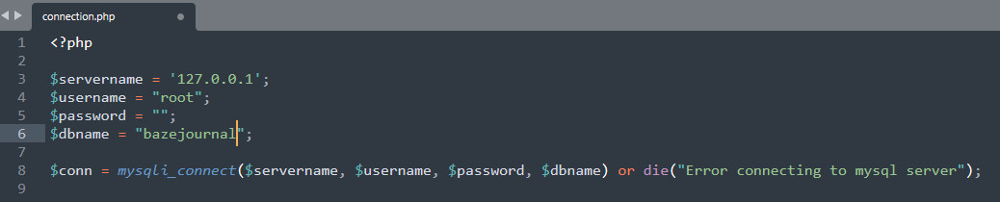 connection.php
1 <?php
2
3 $servername = '127.0.0.1';
4 $username = "root";
5 $password = "";
6 $dbname = "bazejournal";
7
8 $conn = mysqli_connect($servername, $username, $password, $dbname) or die("Error connecting to mysql server");
9